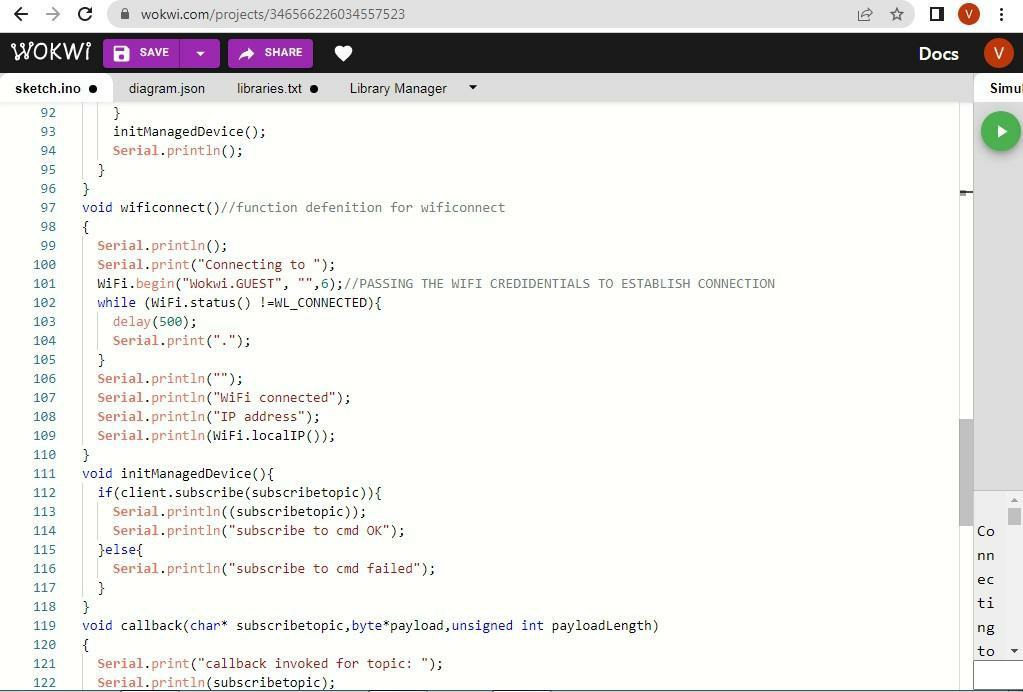 wokwi.com/projects/346566226034557523
V
WOKWi SAVE SHARE Docs V
sketch.ino diagram.json libraries.txt Library Manager Simul
92 }
93 initManagedDevice();
94 Serial.println();
95 }
96 }
97 void wificonnect()//function defenition for wificonnect
98 {
99 Serial.println();
100 Serial.print("Connecting to ");
101 WiFi.begin("Wokwi.GUEST", "",6);//PASSING THE WIFI CREDIDENTIALS TO ESTABLISH CONNECTION
102 while (WiFi.status() !=WL_CONNECTED){
103 delay(500);
104 Serial.print(".");
105 }
106 Serial.println("");
107 Serial.println("WiFi connected");
108 Serial.println("IP address");
109 Serial.println(WiFi.localIP());
110 }
111 void initManagedDevice(){
112 if(client.subscribe(subscribetopic)){
113 Serial.println((subscribetopic));
114 Serial.println("subscribe to cmd OK");
115 }else{
116 Serial.println("subscribe to cmd failed");
117 }
118 }
119 void callback(char* subscribetopic,byte*payload,unsigned int payloadLength)
120 {
121 Serial.print("callback invoked for topic: ");
122 Serial.println(subscribetopic);
Co
nn
ec
ti
ng
to